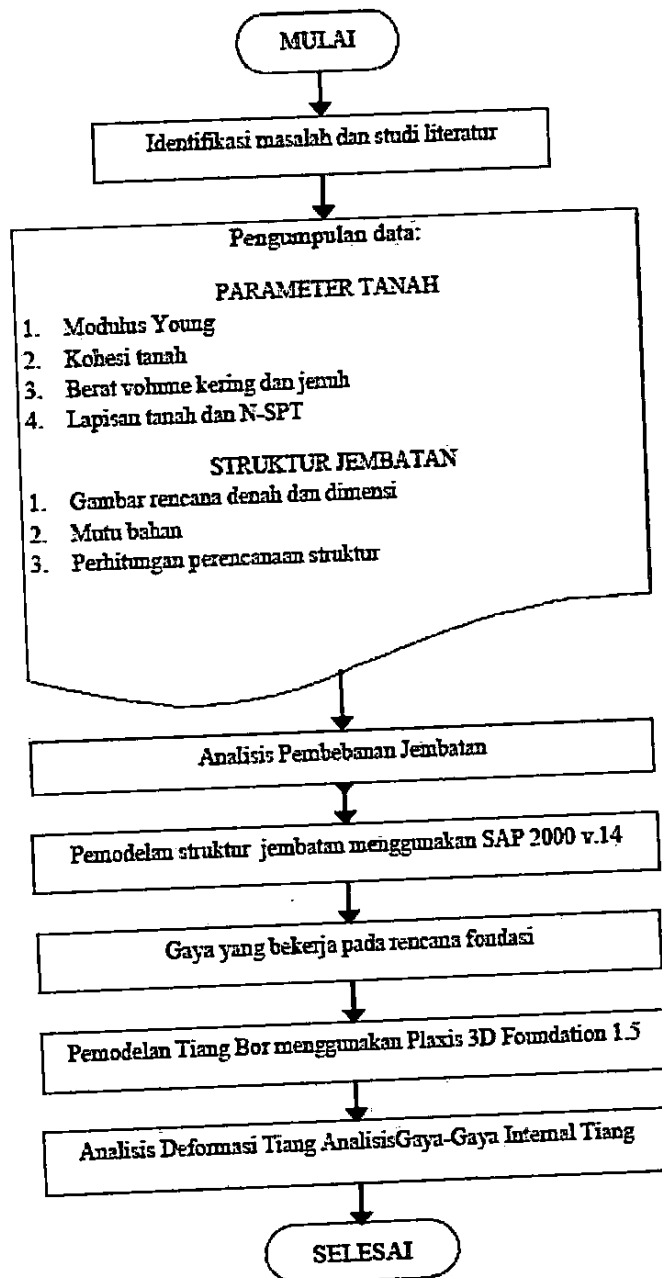 MULAI
Identifikasi masalah dan studi literatur
Pengumpulan data:
PARAMETER TANAH
1. Modulus Young
2. Kohesi tanah
3. Berat volume kering dan jenuh
4. Lapisan tanah dan N-SPT
STRUKTUR JEMBATAN
1. Gambar rencana denah dan dimensi
2. Mutu bahan
3. Perhitungan perencanaan struktur
Analisis Pembebanan Jembatan
Pemodelan struktur jembatan menggunakan SAP 2000 v.14
Gaya yang bekerja pada rencana fondasi
Pemodelan Tiang Bor menggunakan Plaxis 3D Foundation 1.5
Analisis Deformasi Tiang AnalisisGaya-Gaya Internal Tiang
SELESAI